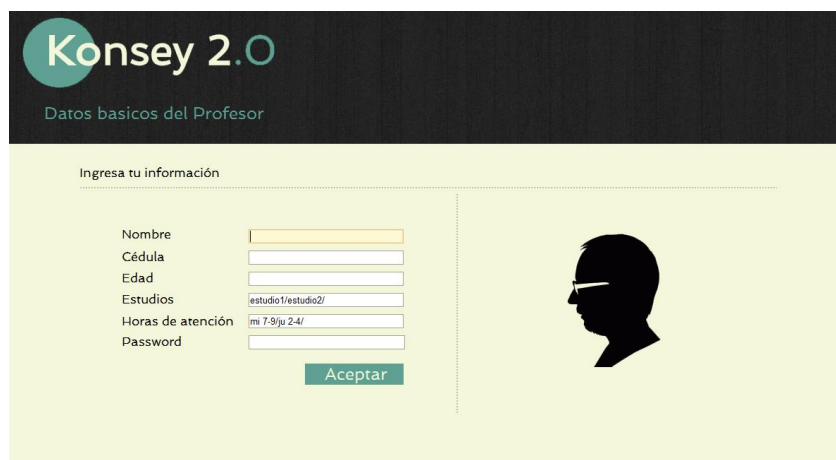 Konsey 2.0
Datos basicos del Profesor
Ingresa tu información
Nombre
Cédula
Edad
Estudios estudio1/estudio2/
Horas de atención mi 7-9/ju 2-4/
Password
Aceptar